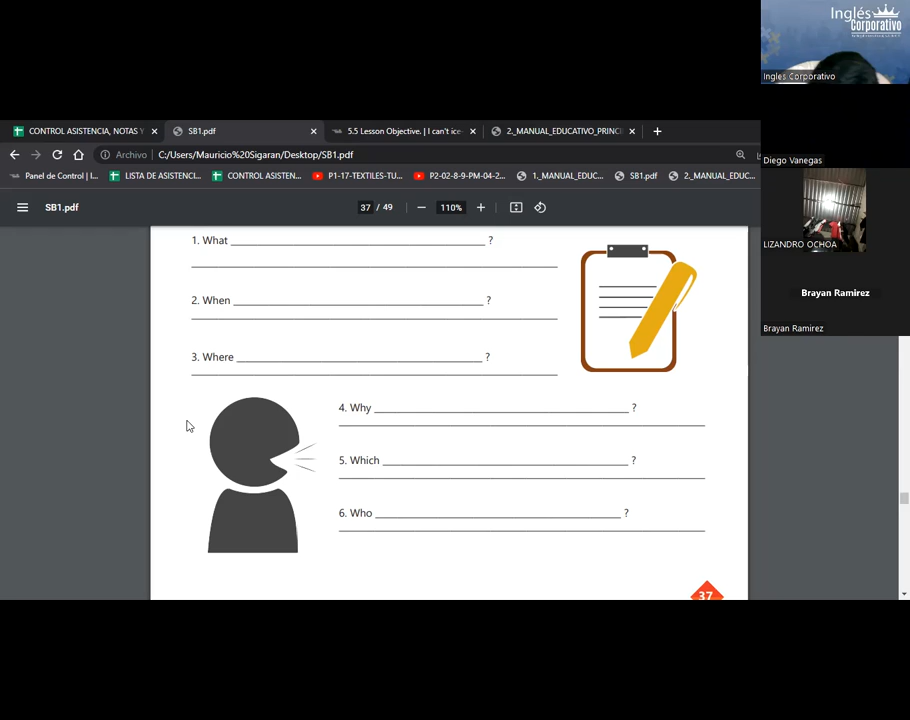 Inglés
Corporativo
Ingles Corporativo
CONTROL ASISTENCIA, NOTAS Y
SB1.pdf
5.5 Lesson Objective. | I can't ice-
2._MANUAL_EDUCATIVO_PRINCI
Archivo
C:/Users/Mauricio%20Sigaran/Desktop/SB1.pdf
Diego Vanegas
Panel de Control | I...
LISTA DE ASISTENCI...
CONTROL ASISTEN...
P1-17-TEXTILES-TU...
P2-02-8-9-PM-04-2...
1._MANUAL_EDUC...
SB1.pdf
2._MANUAL_EDUC...
SB1.pdf
37 / 49
110%
LIZANDRO OCHOA
Brayan Ramirez
Brayan Ramirez
1. What ?
2. When ?
3. Where ?
4. Why ?
5. Which ?
6. Who ?
37